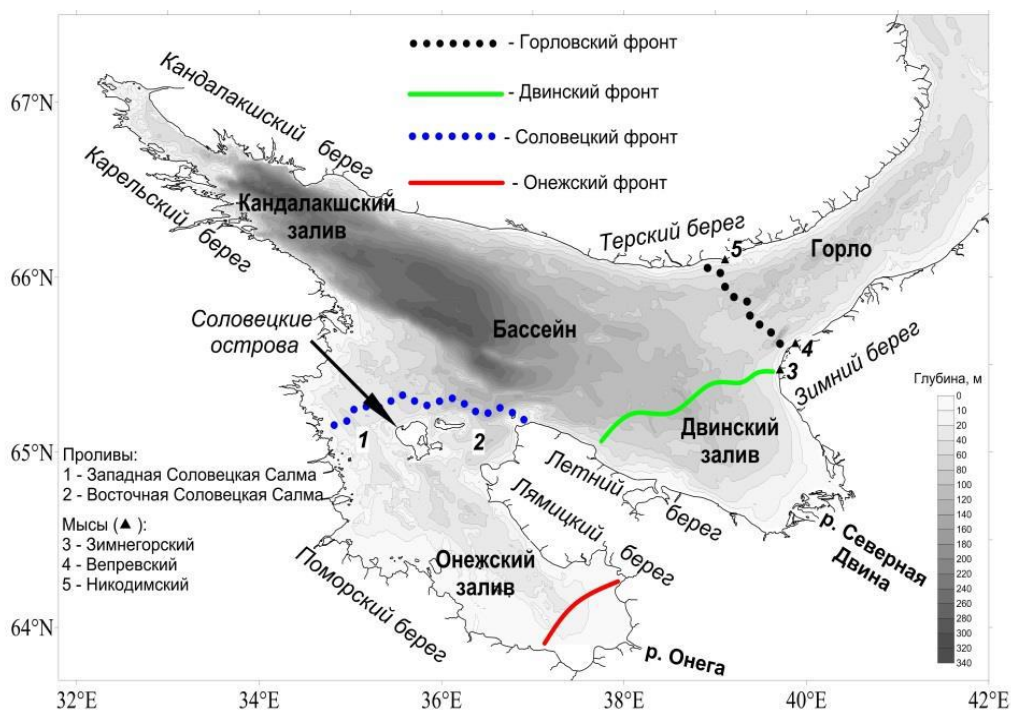 - Горловский фронт
- Двинский фронт
- Соловецкий фронт
- Онежский фронт
67°N
66°N
65°N
64°N
Кандалакшский берег
Карельский берег
Кандалакшский
залив
Терский берег
5
Горло
Соловецкие
острова
Бассейн
4
3
Зимний берег
Глубина, м
0
10
20
40
60
80
100
120
140
160
180
200
220
240
260
280
300
320
340
1
2
Двинский
залив
Летний берег
Лямицкий берег
Проливы:
1 - Западная Соловецкая Салма
2 - Восточная Соловецкая Салма
Мысы (▲):
3 - Зимнегорский
4 - Вепревский
5 - Никодимский
р. Северная
Двина
Онежский
залив
Поморский берег
р. Онега
32°E
34°E
36°E
38°E
40°E
42°E